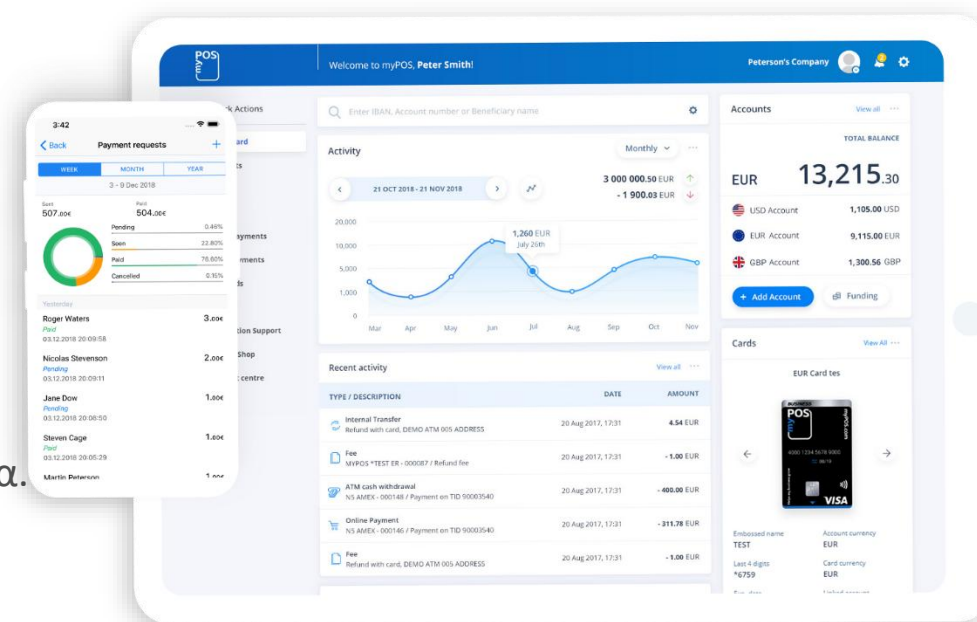 myPOS
Welcome to myPOS, Peter Smith!
Peterson's Company
3:42
Back
Payment requests
+
WEEK
MONTH
YEAR
3 - 9 Dec 2018
Sent
Paid
507.00€
504.00€
Pending
0.46%
Seen
22.80%
Paid
Cancelled
Yesterday
Roger Waters
3.00€
Paid
03.12.2018 20:09:58
Nicolas Stevenson
2.00€
Pending
03.12.2018 20:09:11
Jane Dow
1.00€
Pending
03.12.2018 20:08:50
Steven Cage
1.00€
Paid
03.12.2018 20:05:29
Martin Peterson
1.00€
α.
Actions
ard
ts
ayments
yments
ds
tion Support
Shop
centre
Enter IBAN, Account number or Beneficiary name
Activity
Monthly
21 OCT 2018 - 21 NOV 2018
3 000 000.50 EUR
- 1 900.03 EUR
20,000
10,000
5,000
1,000
0
1,260 EUR
July 26th
Mar
Apr
May
Jun
Jul
Aug
Sep
Oct
Nov
Recent activity
View all
TYPE / DESCRIPTION
DATE
AMOUNT
Internal Transfer
Refund with card, DEMO ATM 005 ADDRESS
20 Aug 2017, 17:31
4.54 EUR
Fee
MYPOS *TEST ER - 000087 / Refund fee
20 Aug 2017, 17:31
- 1.00 EUR
ATM cash withdrawal
NS AMEX - 000148 / Payment on TID 90003540
20 Aug 2017, 17:31
- 400.00 EUR
Online Payment
NS AMEX - 000146 / Payment on TID 90003540
20 Aug 2017, 17:31
- 311.78 EUR
Fee
Refund with card, DEMO ATM 005 ADDRESS
20 Aug 2017, 17:31
- 1.00 EUR
Accounts
View all
TOTAL BALANCE
EUR
13,215.30
USD Account
1,105.00 USD
EUR Account
9,115.00 EUR
GBP Account
1,300.56 GBP
+ Add Account
Funding
Cards
View All
EUR Card tes
BUSINESS
myPOS
myPOS.com
4000 1234 5678 9000
VISA
Embossed name
Account currency
TEST
EUR
Last 4 digits
Card currency
*6759
EUR